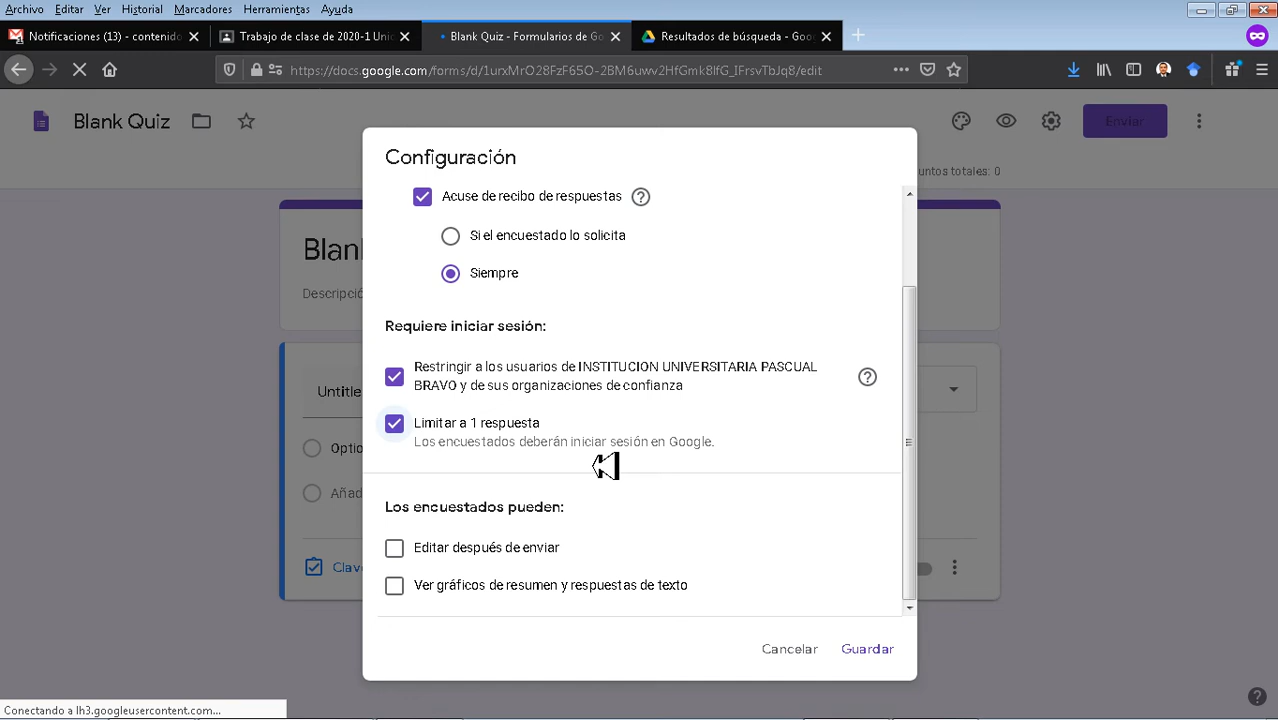 Archivo Editar Ver Historial Marcadores Herramientas Ayuda
Notificaciones (13) - contenido
Trabajo de clase de 2020-1 Uni
Blank Quiz - Formularios de Go
Resultados de búsqueda - Goo
https://docs.google.com/forms/d/1urxMrO28FzF65O-2BM6uwv2HfGmk8lfG_IFrsvTbJq8/edit
Blank Quiz
Enviar
untos totales: 0
Configuración
Acuse de recibo de respuestas
Si el encuestado lo solicita
Blan
Siempre
Descripció
Requiere iniciar sesión:
Restringir a los usuarios de INSTITUCION UNIVERSITARIA PASCUAL
BRAVO y de sus organizaciones de confianza
Untitle
Limitar a 1 respuesta
Los encuestados deberán iniciar sesión en Google.
Optio
Añad
Los encuestados pueden:
Editar después de enviar
Clav
Ver gráficos de resumen y respuestas de texto
Cancelar Guardar
Conectando a lh3.googleusercontent.com...